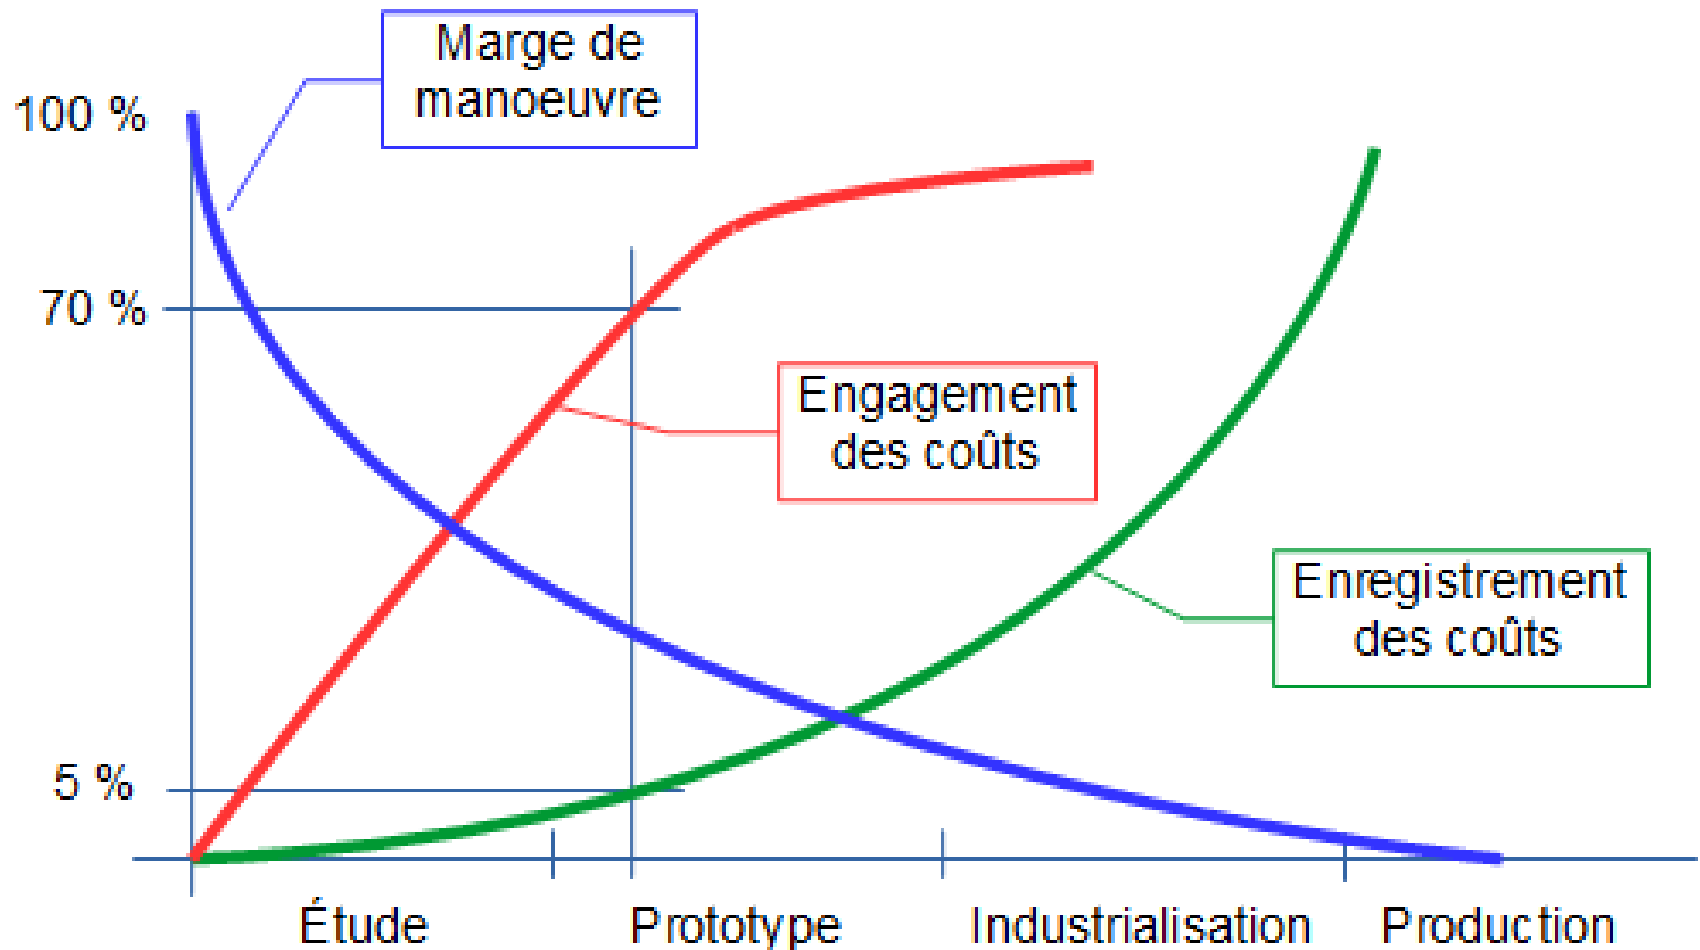 Marge de
manoeuvre
100 %
70 %
Engagement
des coûts
Enregistrement
des coûts
5 %
Étude
Prototype
Industrialisation
Production